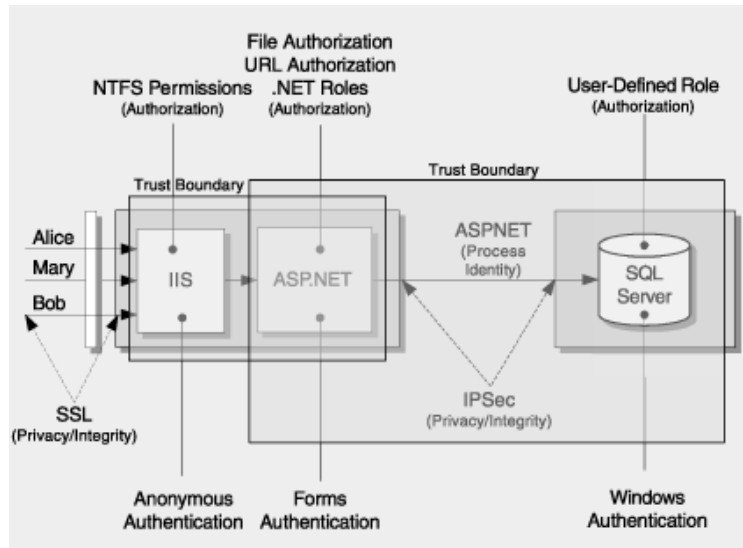 File Authorization
URL Authorization
.NET Roles
(Authorization)
NTFS Permissions
(Authorization)
User-Defined Role
(Authorization)
Trust Boundary
Trust Boundary
Alice
Mary
Bob
IIS
ASP.NET
ASPNET
(Process
Identity)
SQL
Server
SSL
(Privacy/Integrity)
IPSec
(Privacy/Integrity)
Anonymous
Authentication
Forms
Authentication
Windows
Authentication